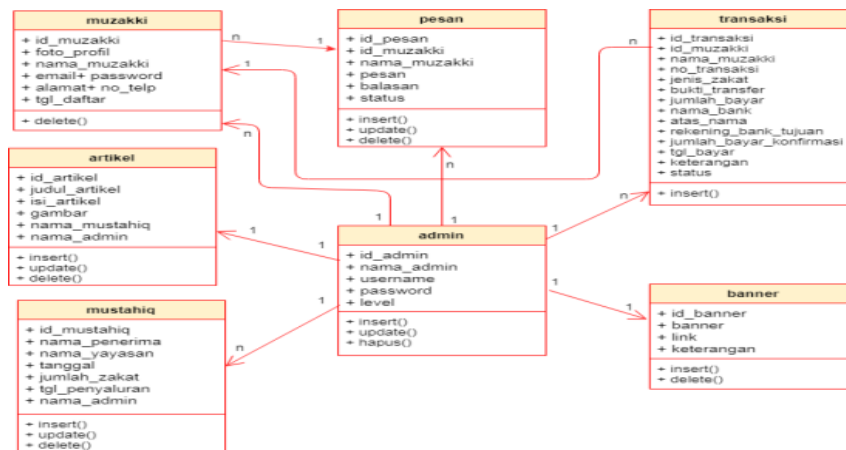 muzakki
+ id_muzakki
+ foto_profil
+ nama_muzakki
+ email+ password
+ alamat+ no_telp
+ tgl_daftar
+ delete()
n
1
1
n
pesan
+ id_pesan
+ id_muzakki
+ nama_muzakki
+ pesan
+ balasan
+ status
+ insert()
+ update()
+ delete()
n
transaksi
+ id_transaksi
+ id_muzakki
+ nama_muzakki
+ no_transaksi
+ jenis_zakat
+ bukti_transfer
+ jumlah_bayar
+ nama_bank
+ atas_nama
+ rekening_bank_tujuan
+ jumlah_bayar_konfirmasi
+ tgl_bayar
+ keterangan
+ status
+ insert()
n
n
artikel
+ id_artikel
+ judul_artikel
+ isi_artikel
+ gambar
+ nama_mustahiq
+ nama_admin
+ insert()
+ update()
+ delete()
1
1
1
1
1
admin
+ id_admin
+ nama_admin
+ username
+ password
+ level
+ insert()
+ update()
+ hapus()
1
1
1
banner
+ id_banner
+ banner
+ link
+ keterangan
+ insert()
+ delete()
mustahiq
+ id_mustahiq
+ nama_penerima
+ nama_yayasan
+ tanggal
+ jumlah_zakat
+ tgl_penyaluran
+ nama_admin
+ insert()
+ update()
+ delete()
n